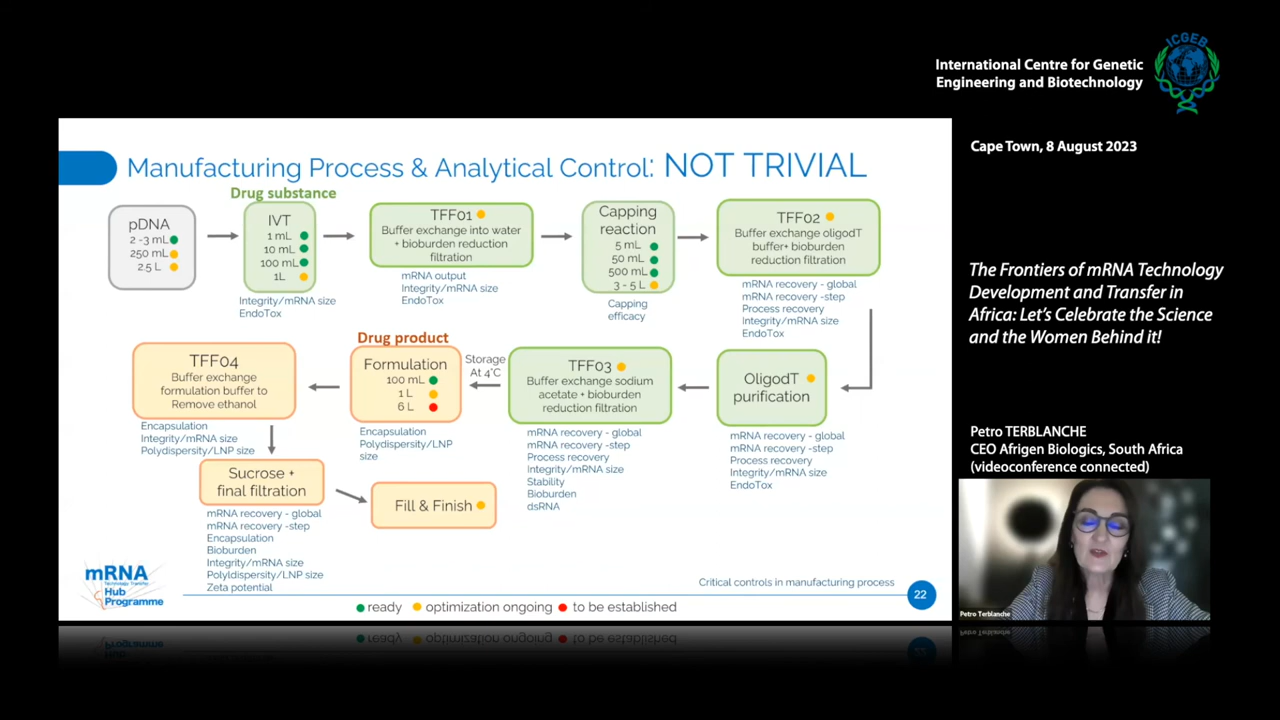 International Centre for Genetic
Engineering and Biotechnology
ICGEB
Cape Town, 8 August 2023
Manufacturing Process & Analytical Control: NOT TRIVIAL
Drug substance
pDNA
2 -3 mL
250 mL
2.5 L
IVT
1 mL
10 mL
100 mL
1L
Integrity/mRNA size
EndoTox
TFF01
Buffer exchange into water
+ bioburden reduction
filtration
mRNA output
Integrity/mRNA size
EndoTox
Capping
reaction
5 mL
50 mL
500 mL
3 - 5 L
Capping
efficacy
TFF02
Buffer exchange oligodT
buffer+ bioburden
reduction filtration
mRNA recovery - global
mRNA recovery -step
Process recovery
Integrity/mRNA size
EndoTox
OligodT
purification
mRNA recovery - global
mRNA recovery -step
Process recovery
Integrity/mRNA size
EndoTox
TFF03
Buffer exchange sodium
acetate + bioburden
reduction filtration
mRNA recovery - global
mRNA recovery -step
Process recovery
Integrity/mRNA size
Stability
Bioburden
dsRNA
Storage
At 4°C
Drug product
Formulation
100 mL
1 L
6 L
Encapsulation
Polydispersity/LNP
size
TFF04
Buffer exchange
formulation buffer to
Remove ethanol
Encapsulation
Integrity/mRNA size
Polydispersity/LNP size
Sucrose +
final filtration
mRNA recovery - global
mRNA recovery -step
Encapsulation
Bioburden
Integrity/mRNA size
Polyldispersity/LNP size
Zeta potential
Fill & Finish
mRNA
Technology Transfer
Hub
Programme
Critical controls in manufacturing process
22
ready
optimization ongoing
to be established
The Frontiers of mRNA Technology
Development and Transfer in
Africa: Let's Celebrate the Science
and the Women Behind it!
Petro TERBLANCHE
CEO Afrigen Biologics, South Africa
(videoconference connected)
Petro Terblanche